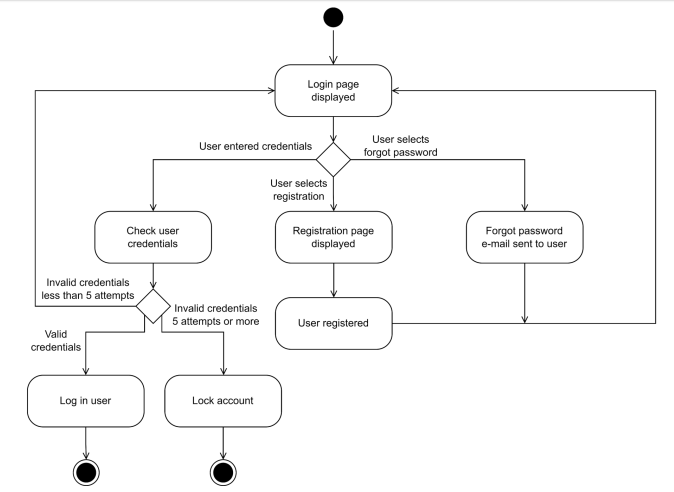 Login page
displayed
User entered credentials
User selects
forgot password
User selects
registration
Check user
credentials
Registration page
displayed
Forgot password
e-mail sent to user
Invalid credentials
less than 5 attempts
Invalid credentials
5 attempts or more
User registered
Valid
credentials
Log in user
Lock account